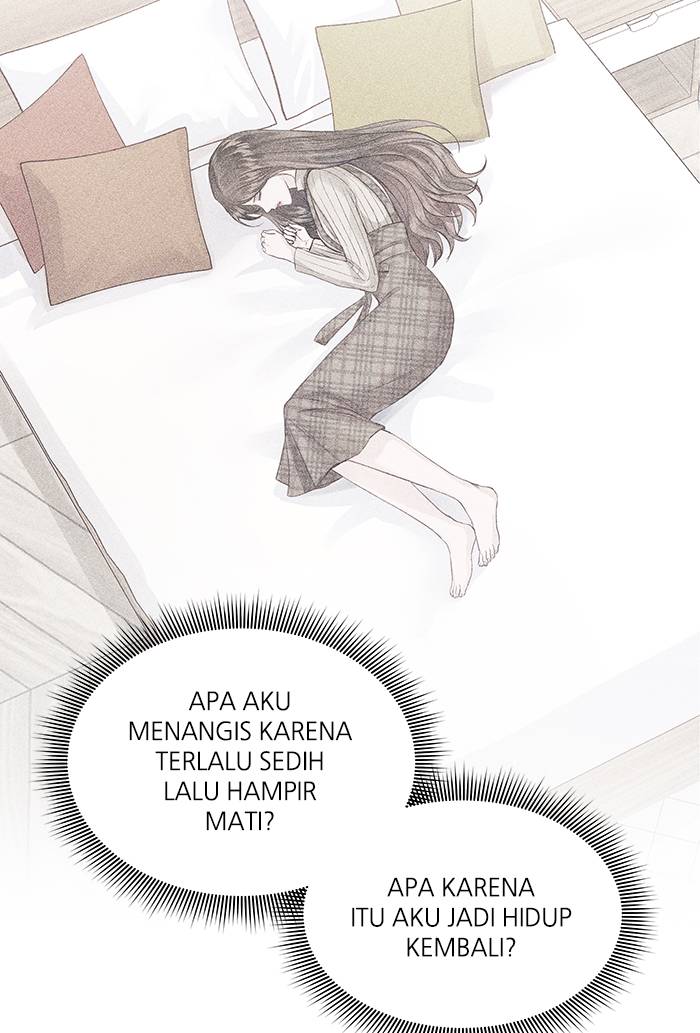 APA AKU
MENANGIS KARENA
TERLALU SEDIH
LALU HAMPIR
MATI?
APA KARENA
ITU AKU JADI HIDUP
KEMBALI?